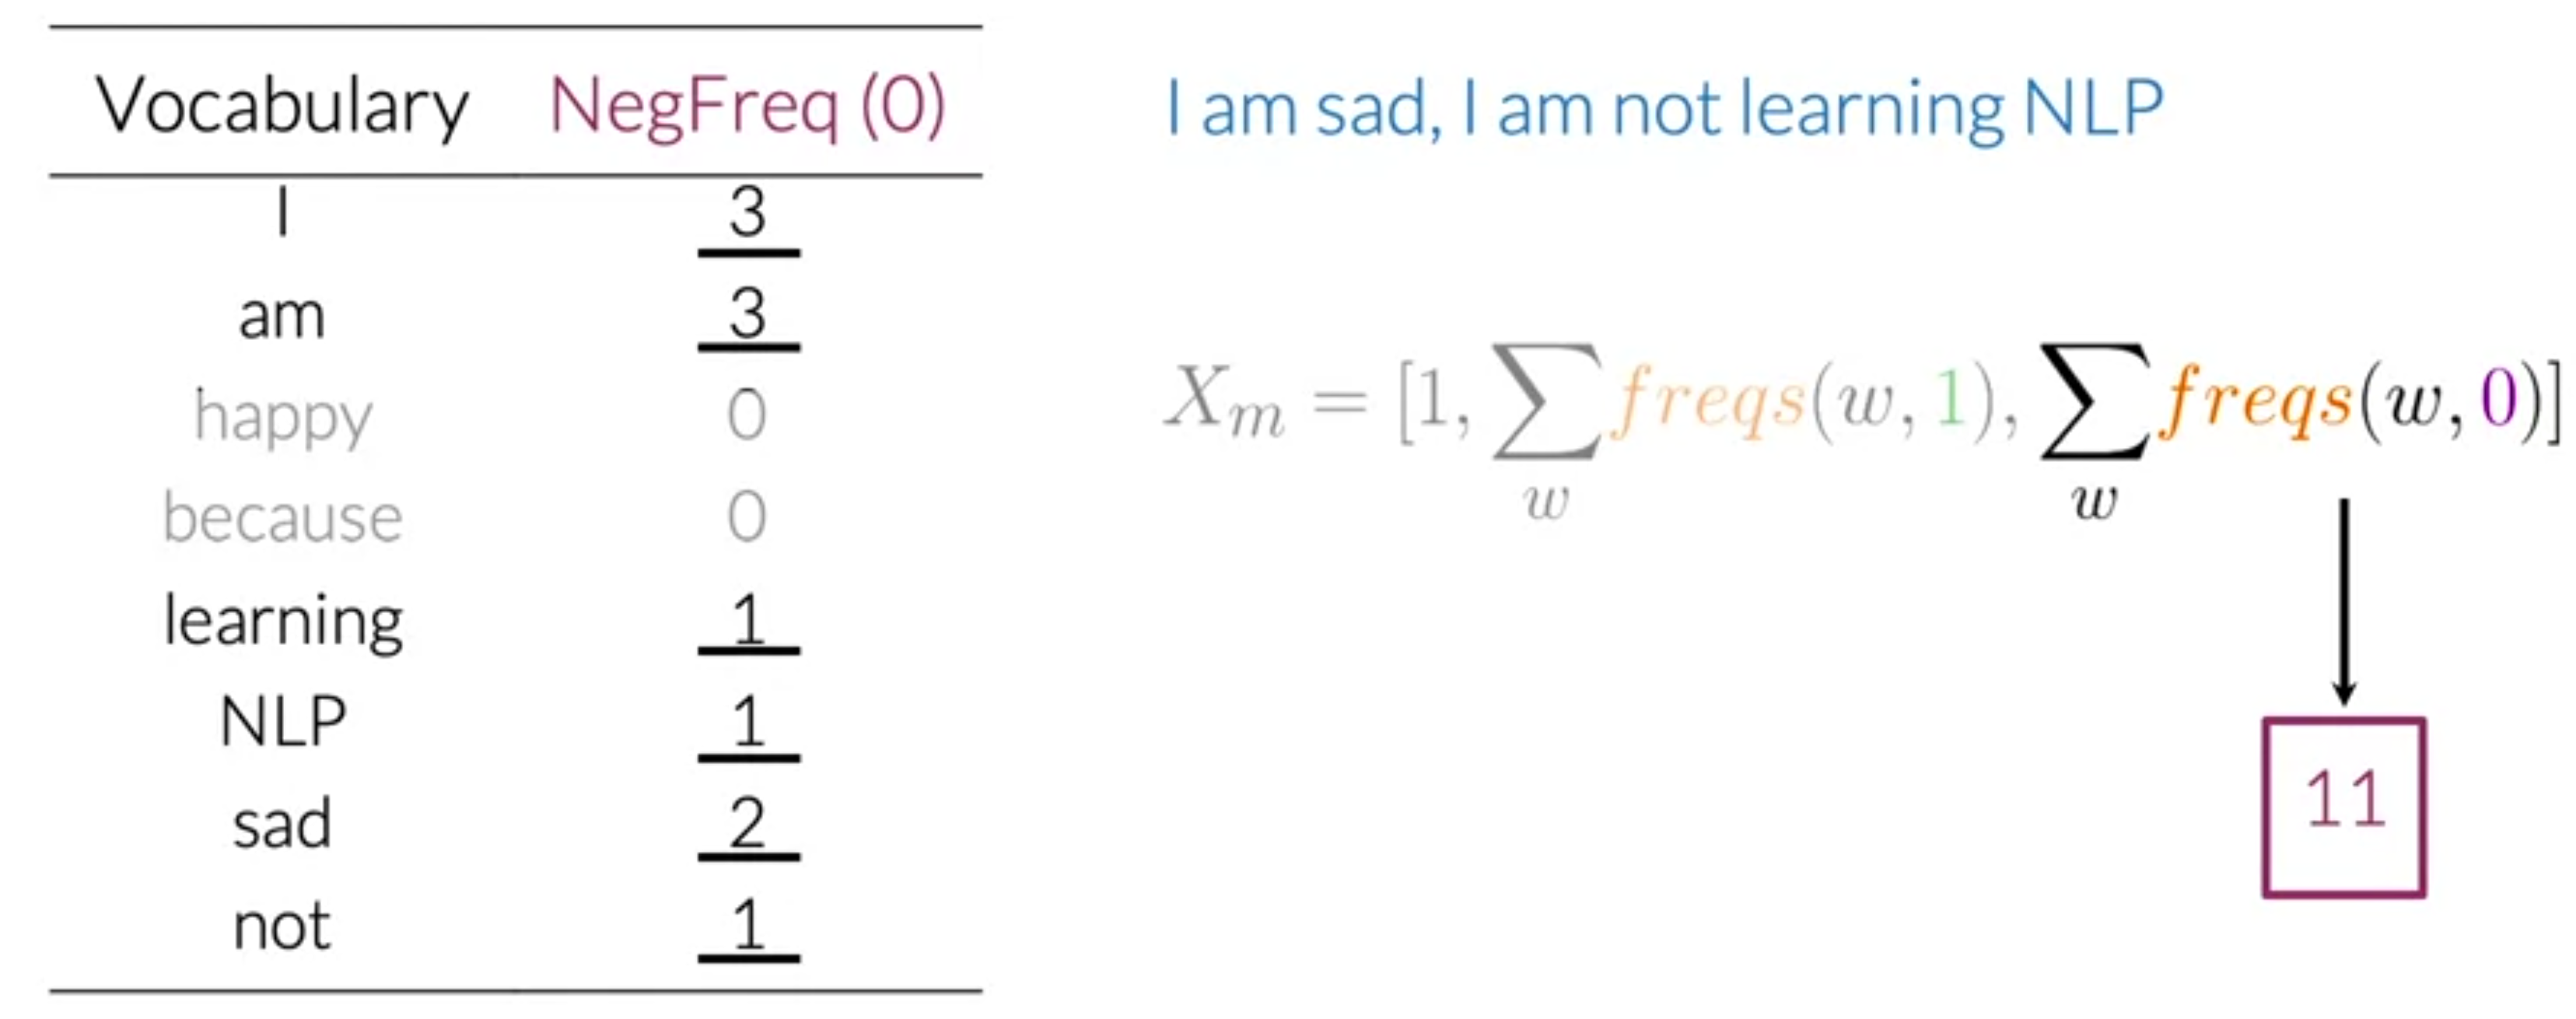 Vocabulary NegFreq (0)
I 3
am 3
happy 0
because 0
learning 1
NLP 1
sad 2
not 1
I am sad, I am not learning NLP
X_m = [1, ∑_w freqs(w, 1), ∑_w freqs(w, 0)]
11